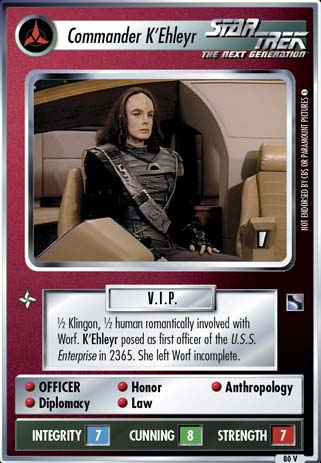 Commander K'Ehleyr
STAR TREK
THE NEXT GENERATION
NOT ENDORSED BY CBS OR PARAMOUNT PICTURES
V.I.P.
½ Klingon, ½ human romantically involved with
Worf. K'Ehleyr posed as first officer of the U.S.S.
Enterprise in 2365. She left Worf incomplete.
OFFICER Honor Anthropology
Diplomacy Law
INTEGRITY 7 CUNNING 8 STRENGTH 7
80 V